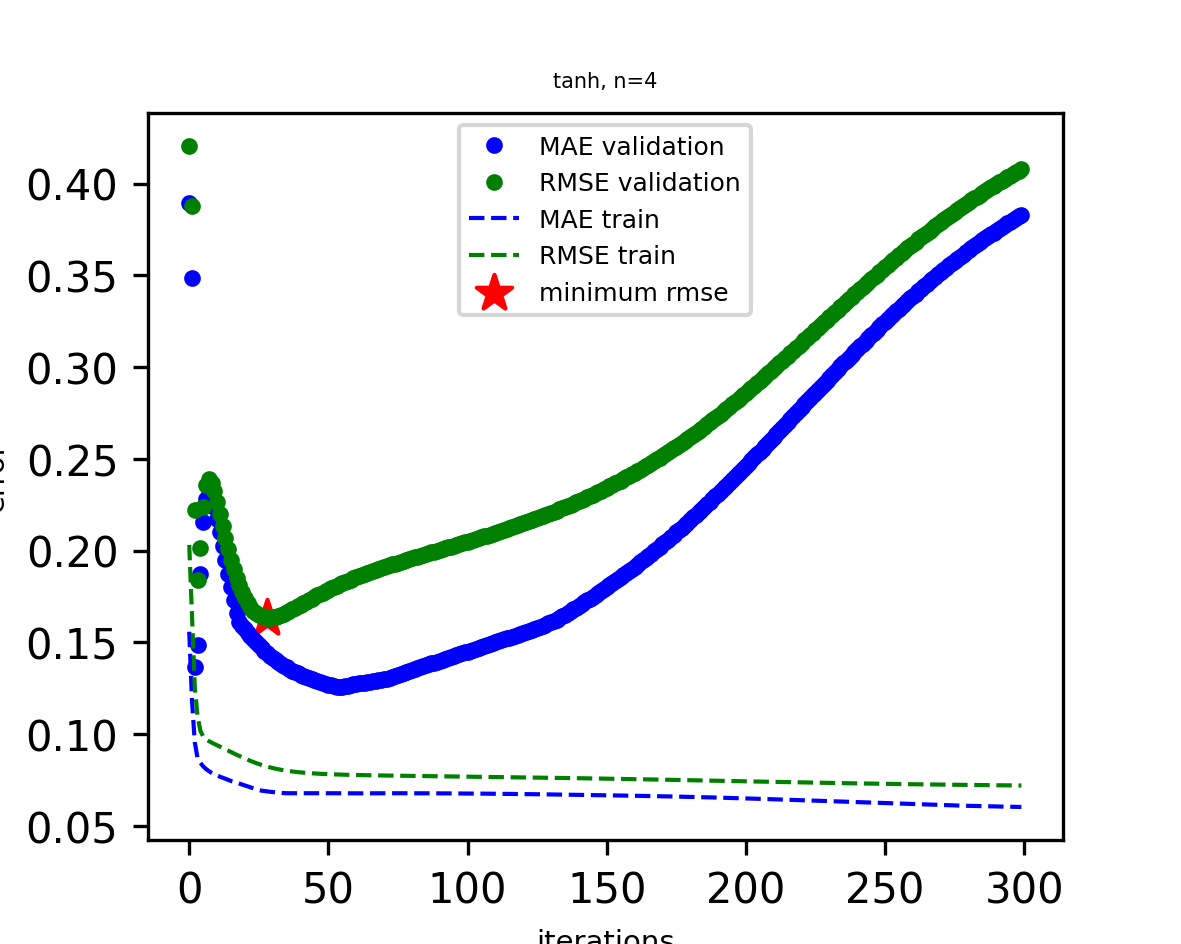 tanh, n=4
MAE validation
RMSE validation
MAE train
RMSE train
minimum rmse
0.40
0.35
0.30
0.25
0.20
0.15
0.10
0.05
0 50 100 150 200 250 300
iterations